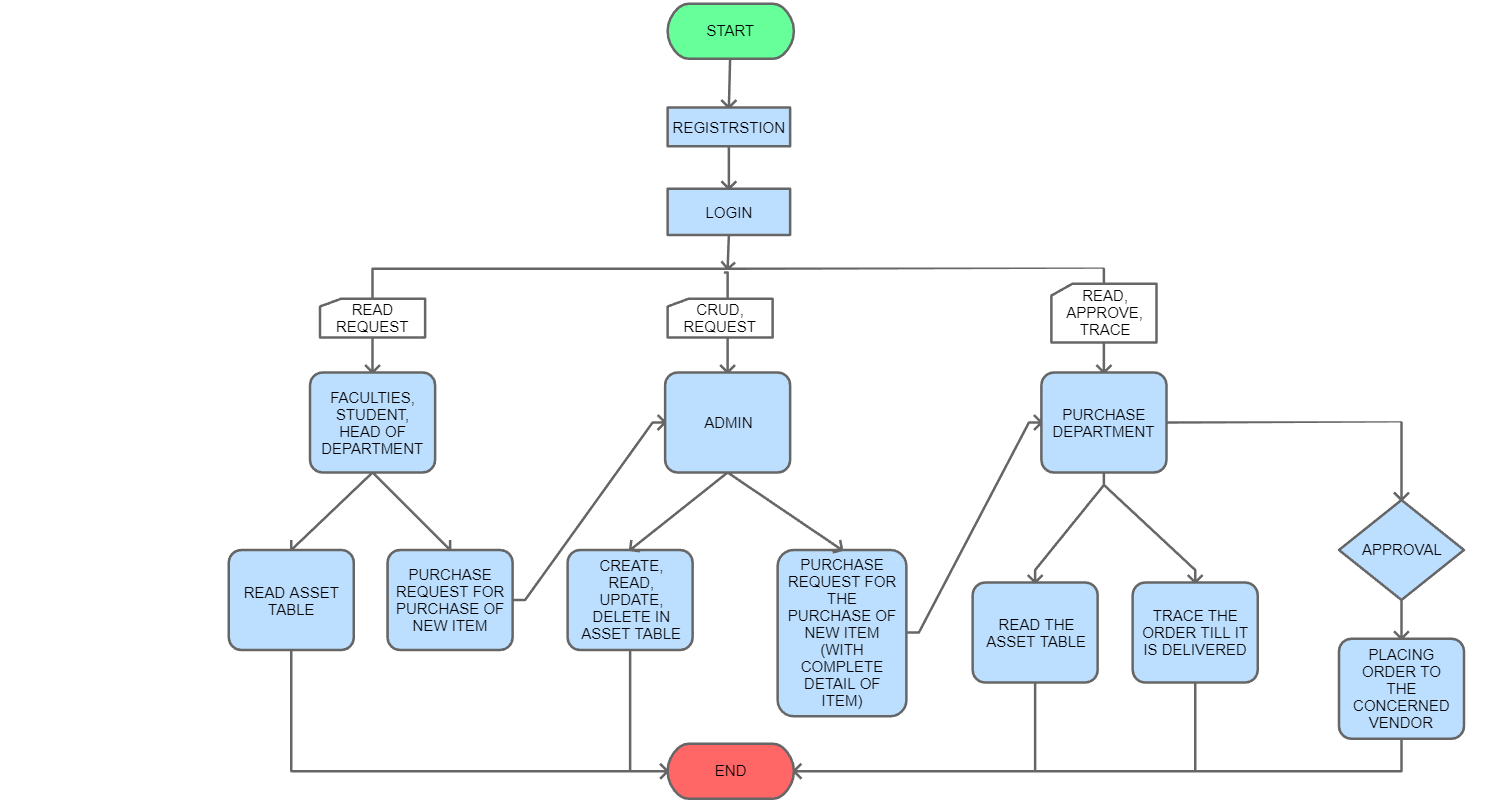 START
REGISTRSTION
LOGIN
READ
REQUEST
CRUD,
REQUEST
READ,
APPROVE,
TRACE
FACULTIES,
STUDENT,
HEAD OF
DEPARTMENT
ADMIN
PURCHASE
DEPARTMENT
READ ASSET
TABLE
PURCHASE
REQUEST FOR
PURCHASE OF
NEW ITEM
CREATE,
READ,
UPDATE,
DELETE IN
ASSET TABLE
PURCHASE
REQUEST FOR
THE
PURCHASE OF
NEW ITEM
(WITH
COMPLETE
DETAIL OF
ITEM)
READ THE
ASSET TABLE
TRACE THE
ORDER TILL IT
IS DELIVERED
APPROVAL
PLACING
ORDER TO
THE
CONCERNED
VENDOR
END